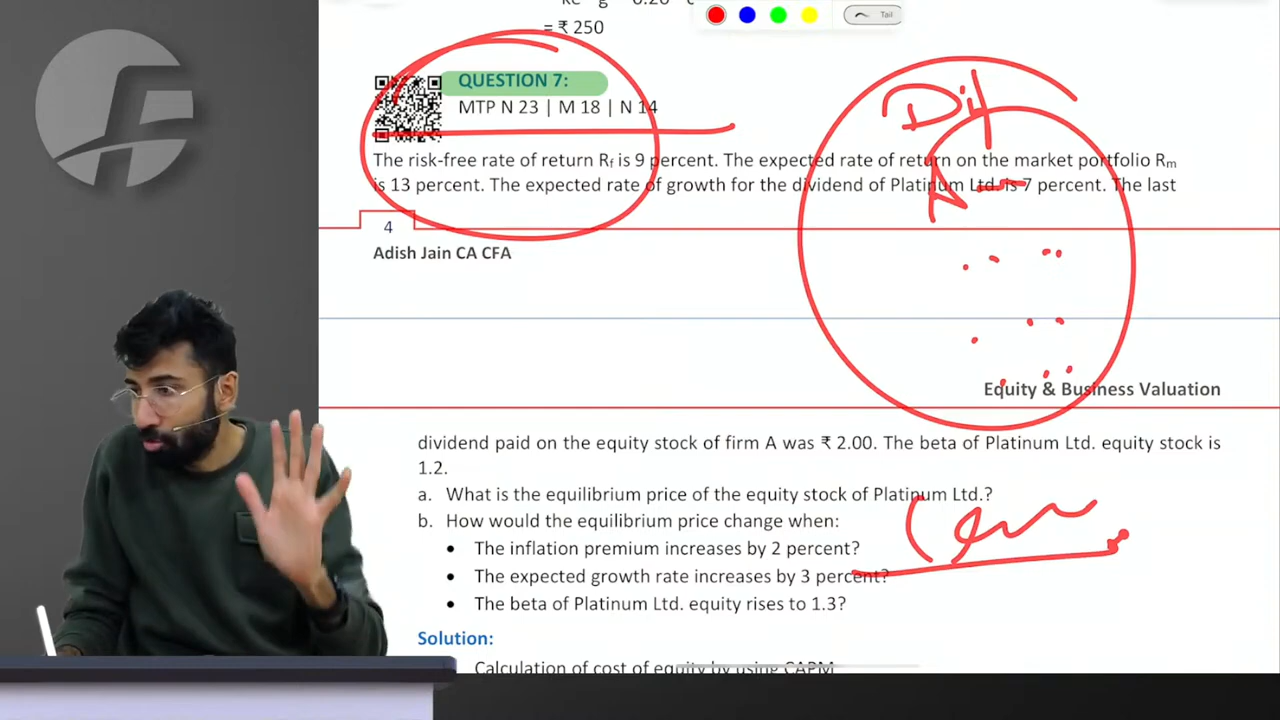 = ₹ 250
Tail
QUESTION 7:
MTP N 23 | M 18 | N 14
The risk-free rate of return Rf is 9 percent. The expected rate of return on the market portfolio Rm
is 13 percent. The expected rate of growth for the dividend of Platinum Ltd. is 7 percent. The last
4
Adish Jain CA CFA
Equity & Business Valuation
dividend paid on the equity stock of firm A was ₹ 2.00. The beta of Platinum Ltd. equity stock is
1.2.
a. What is the equilibrium price of the equity stock of Platinum Ltd.?
b. How would the equilibrium price change when:
• The inflation premium increases by 2 percent?
• The expected growth rate increases by 3 percent?
• The beta of Platinum Ltd. equity rises to 1.3?
Solution:
Calculation of cost of equity by using CAPM